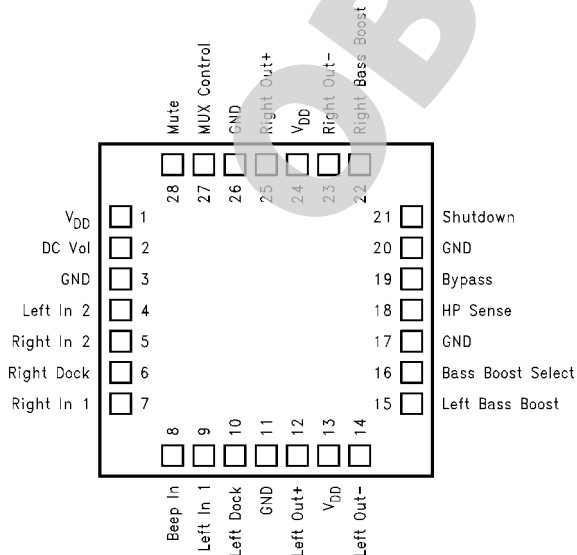 Mute
MUX Control
GND
Right Out+
VDD
Right Out-
Right Bass Boost
28
27
26
25
24
23
22
VDD 1
DC Vol 2
GND 3
Left In 2 4
Right In 2 5
Right Dock 6
Right In 1 7
21 Shutdown
20 GND
19 Bypass
18 HP Sense
17 GND
16 Bass Boost Select
15 Left Bass Boost
8
9
10
11
12
13
14
Beep In
Left In 1
Left Dock
GND
Left Out+
VDD
Left Out-
OB